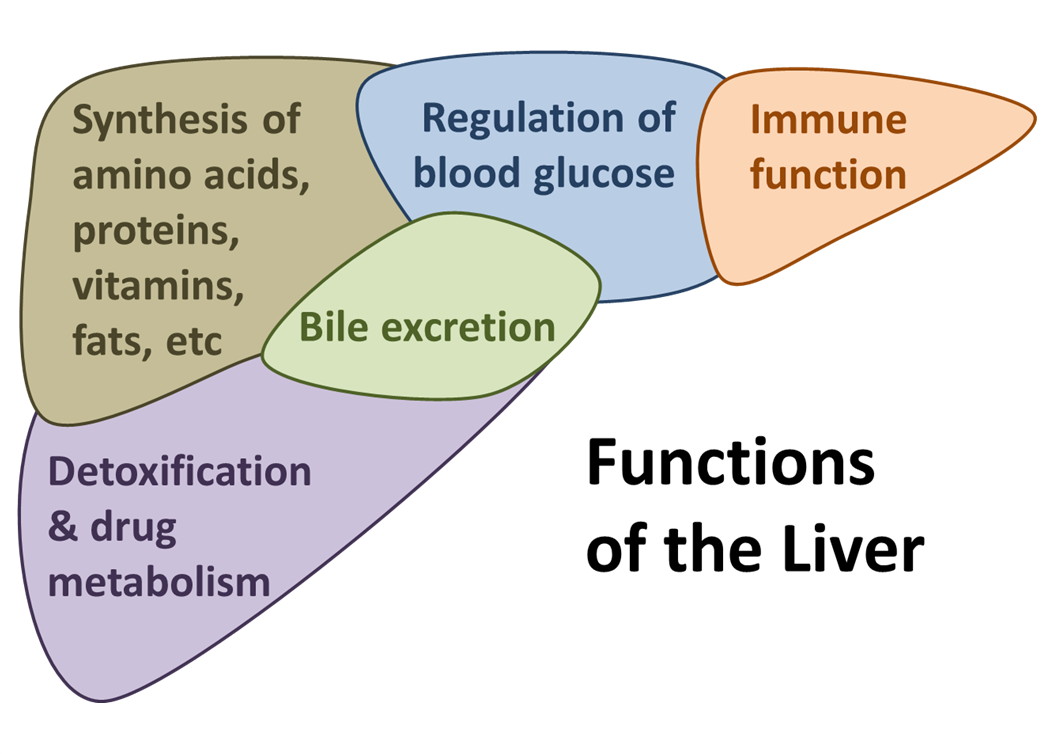 Synthesis of
amino acids,
proteins,
vitamins,
fats, etc
Regulation of
blood glucose
Immune
function
Bile excretion
Detoxification
& drug
metabolism
Functions
of the Liver